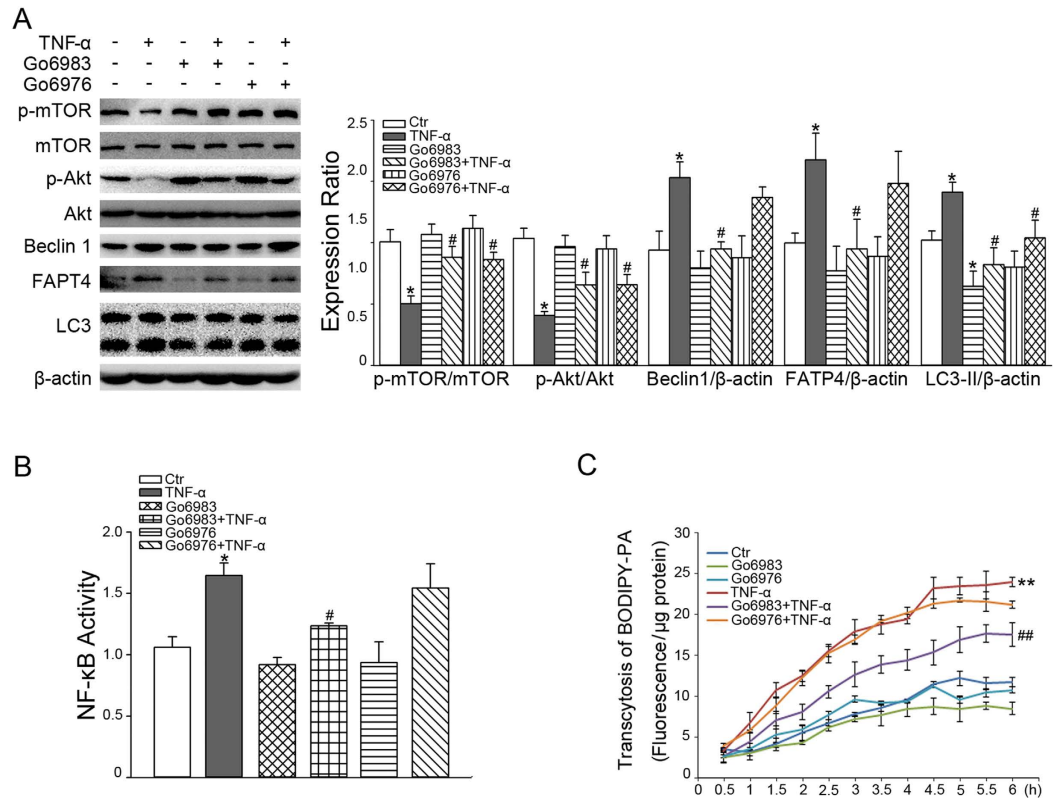 A
TNF-α - + - + - +
Go6983 - - + + - -
Go6976 - - - - + +
p-mTOR
mTOR
p-Akt
Akt
Beclin 1
FAPT4
LC3
β-actin
Expression Ratio
2.5
2.0
1.5
1.0
0.5
0
Ctr
TNF-α
Go6983
Go6983+TNF-α
Go6976
Go6976+TNF-α
* # #
* # #
* #
* #
* * # #
p-mTOR/mTOR p-Akt/Akt Beclin1/β-actin FATP4/β-actin LC3-II/β-actin
B
Ctr
TNF-α
Go6983
Go6983+TNF-α
Go6976
Go6976+TNF-α
NF-κB Activity
2.0
1.5
1.0
0.5
0
*
#
C
Transcytosis of BODIPY-PA
(Fluorescence/μg protein)
30
25
20
15
10
5
0
Ctr
Go6983
Go6976
TNF-α
Go6983+TNF-α
Go6976+TNF-α
**
##
0 0.5 1 1.5 2 2.5 3 3.5 4 4.5 5 5.5 6 (h)